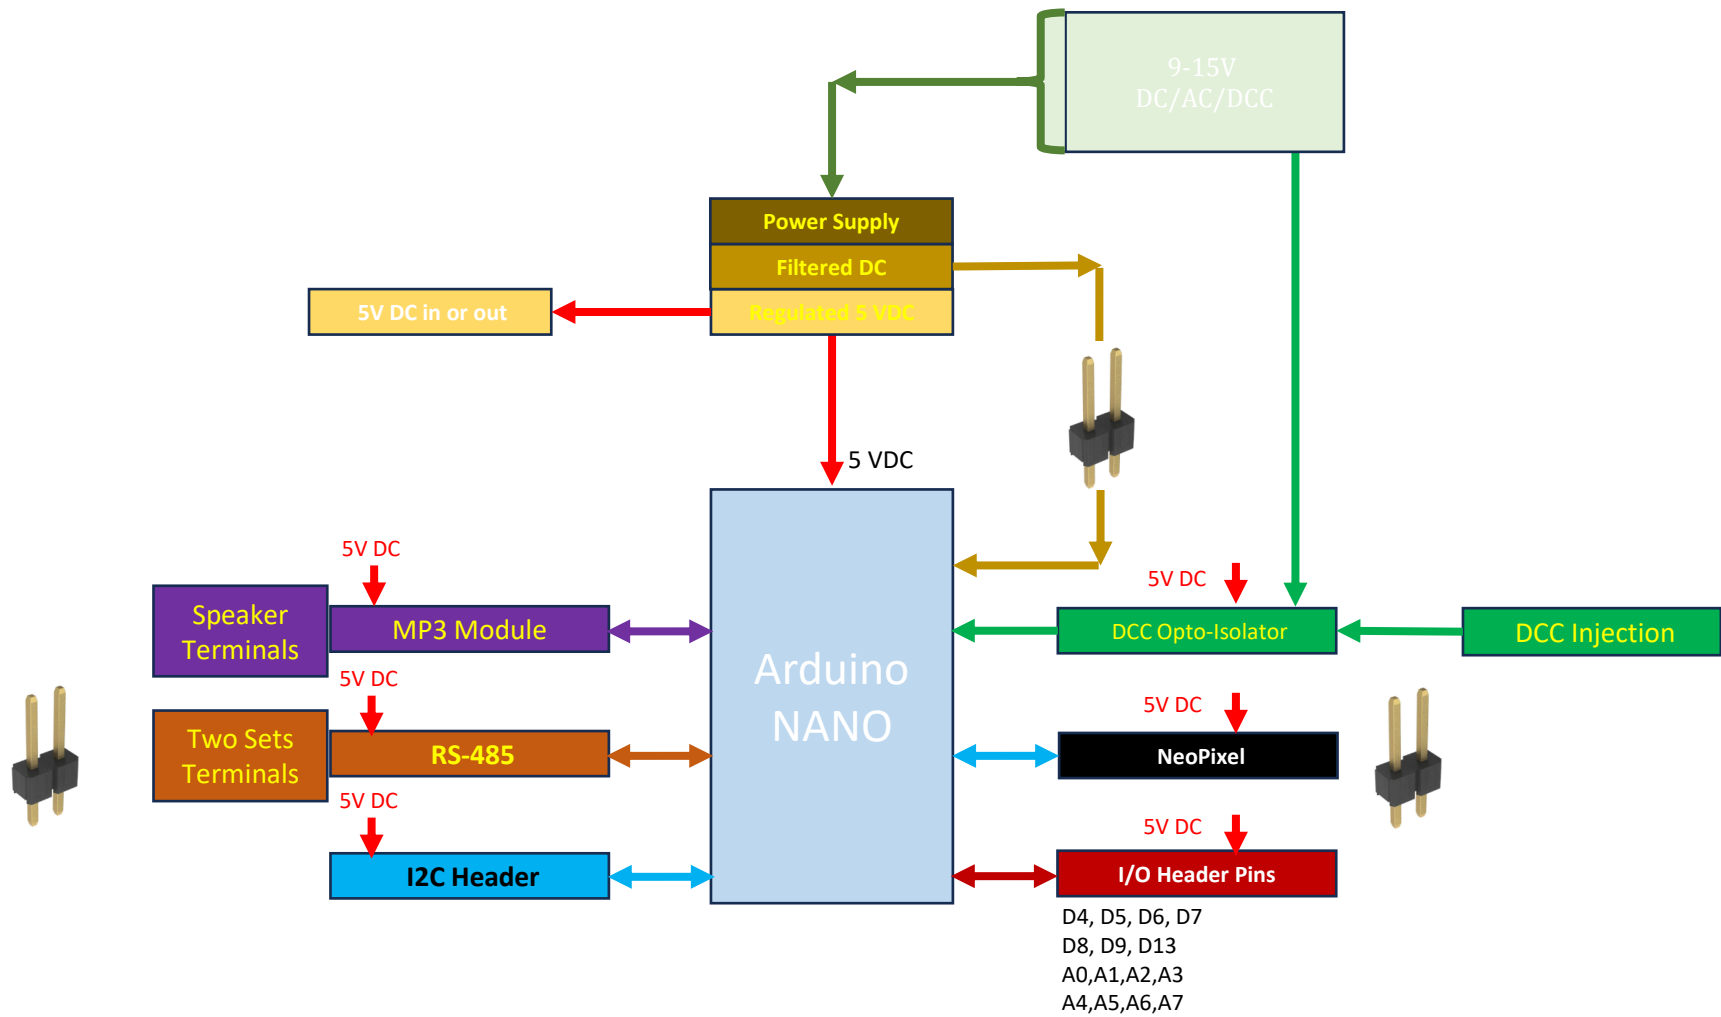 9-15V
DC/AC/DCC
Power Supply
Filtered DC
5V DC in or out
Regulated 5 VDC
5 VDC
5V DC
5V DC
Speaker
Terminals
MP3 Module
DCC Opto-Isolator
DCC Injection
Arduino
NANO
5V DC
5V DC
Two Sets
Terminals
RS-485
NeoPixel
5V DC
5V DC
I2C Header
I/O Header Pins
D4, D5, D6, D7
D8, D9, D13
A0,A1,A2,A3
A4,A5,A6,A7